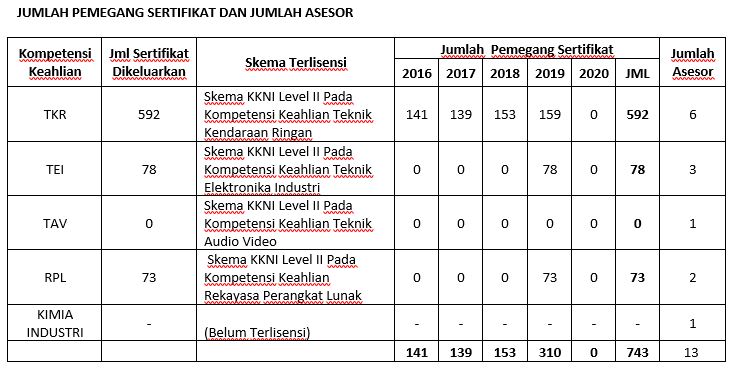 JUMLAH PEMEGANG SERTIFIKAT DAN JUMLAH ASESOR
Kompetensi Keahlian Jml Sertifikat Dikeluarkan Skema Terlisensi Jumlah Pemegang Sertifikat Jumlah Asesor
2016 2017 2018 2019 2020 JML
TKR 592 Skema KKNI Level II Pada Kompetensi Keahlian Teknik Kendaraan Ringan 141 139 153 159 0 592 6
TEI 78 Skema KKNI Level II Pada Kompetensi Keahlian Teknik Elektronika Industri 0 0 0 78 0 78 3
TAV 0 Skema KKNI Level II Pada Kompetensi Keahlian Teknik Audio Video 0 0 0 0 0 0 1
RPL 73 Skema KKNI Level II Pada Kompetensi Keahlian Rekayasa Perangkat Lunak 0 0 0 73 0 73 2
KIMIA INDUSTRI - (Belum Terlisensi) - - - - - - 1
141 139 153 310 0 743 13